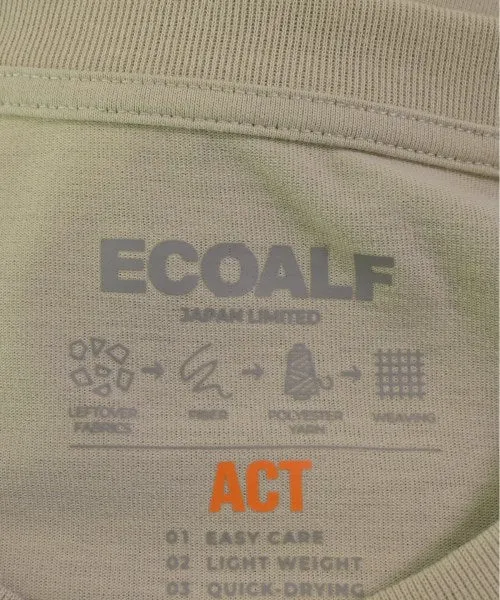 ECOALF
JAPAN LIMITED
LEFTOVER FABRICS
FIBER
POLYESTER YARN
WEAVING
ACT
01 EASY CARE
02 LIGHT WEIGHT
03 QUICK-DRYING